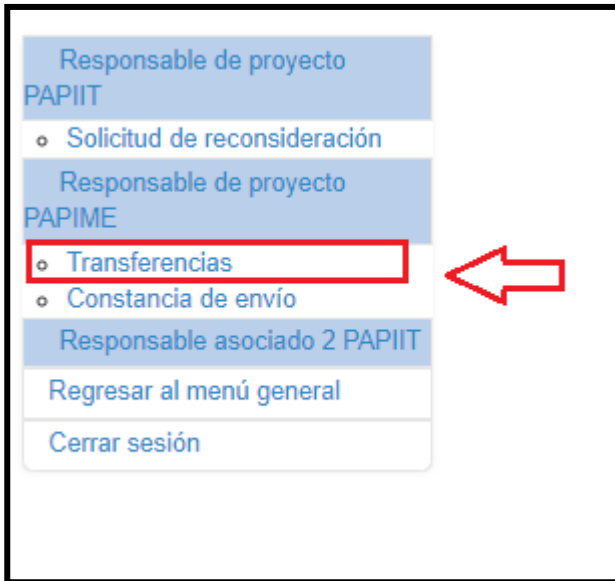 Responsable de proyecto
PAPIIT
Solicitud de reconsideración
Responsable de proyecto
PAPIME
Transferencias
Constancia de envío
Responsable asociado 2 PAPIIT
Regresar al menú general
Cerrar sesión